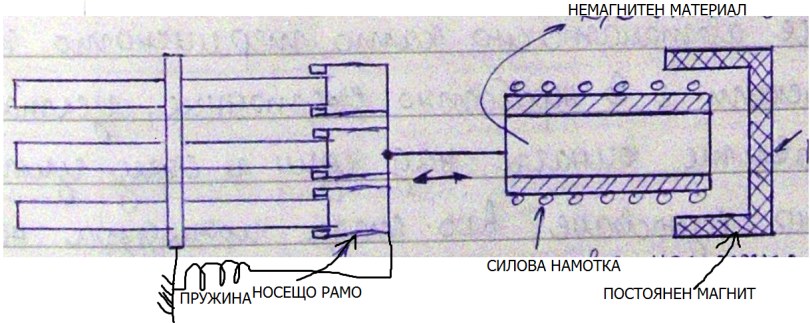 НЕМАГНИТЕН МАТЕРИАЛ
СИЛОВА НАМОТКА
ПРУЖИНА
НОСЕЩО РАМО
ПОСТОЯНЕН МАГНИТ